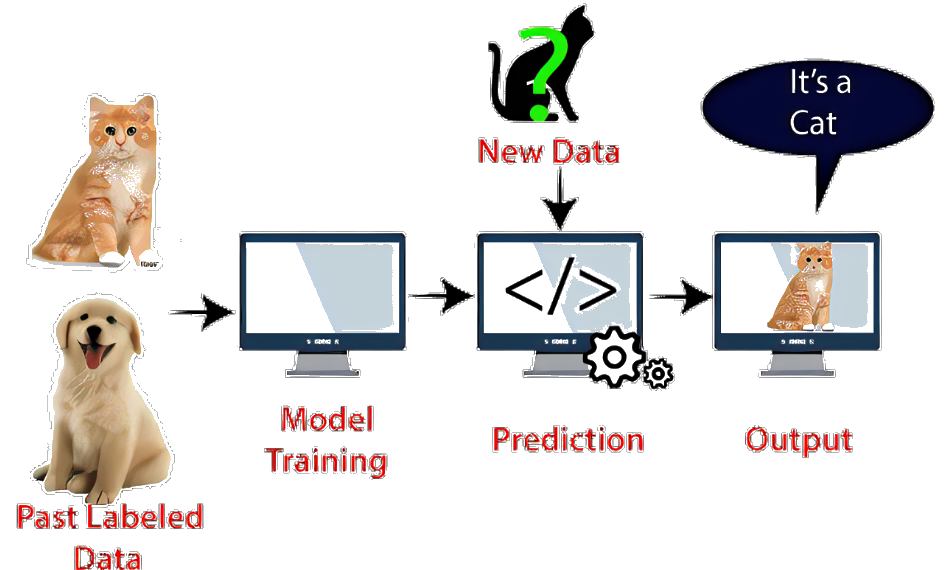 New Data
It's a
Cat
</>
Model
Training
Prediction
Output
Past Labeled
Data
?